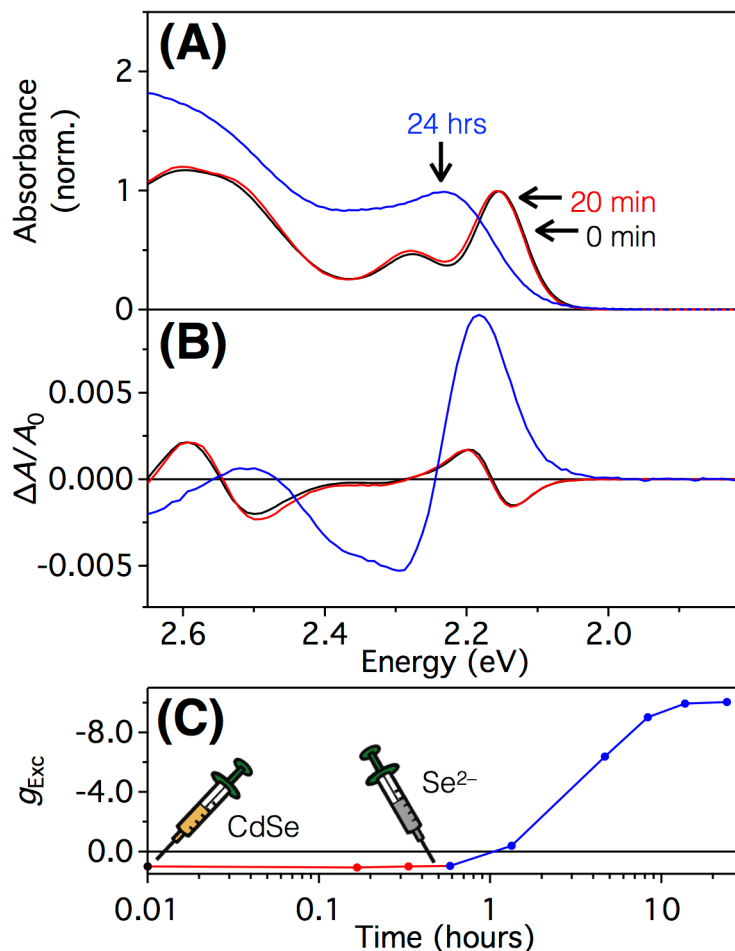 (A)
2
1
0
Absorbance
(norm.)
24 hrs
20 min
0 min
(B)
0.005
0.000
-0.005
ΔA/A₀
2.6 2.4 2.2 2.0
Energy (eV)
(C)
-8.0
-4.0
0.0
gExc
CdSe
Se²⁻
0.01 0.1 1 10
Time (hours)